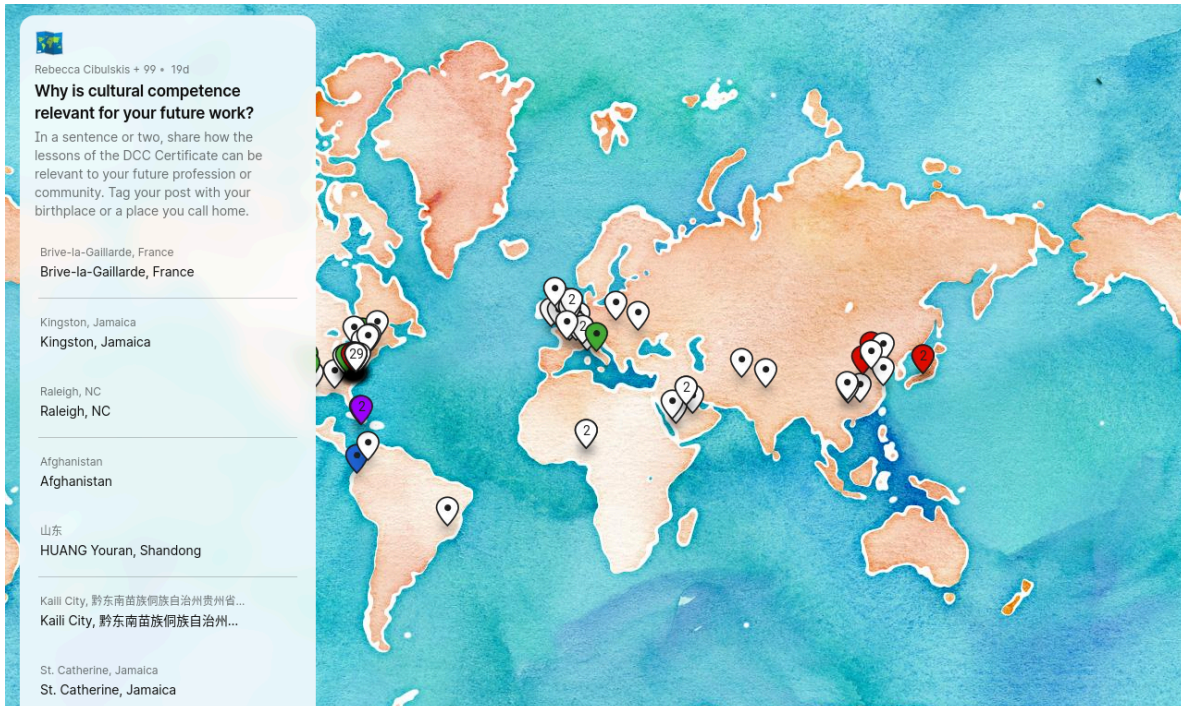 Rebecca Cibulskis + 99 • 19d
Why is cultural competence
relevant for your future work?
In a sentence or two, share how the
lessons of the DCC Certificate can be
relevant to your future profession or
community. Tag your post with your
birthplace or a place you call home.
Brive-la-Gaillarde, France
Brive-la-Gaillarde, France
Kingston, Jamaica
Kingston, Jamaica
Raleigh, NC
Raleigh, NC
Afghanistan
Afghanistan
山东
HUANG Youran, Shandong
Kaili City, 黔东南苗族侗族自治州贵州省...
Kaili City, 黔东南苗族侗族自治州...
St. Catherine, Jamaica
St. Catherine, Jamaica
2
2
29
2
2
2
2